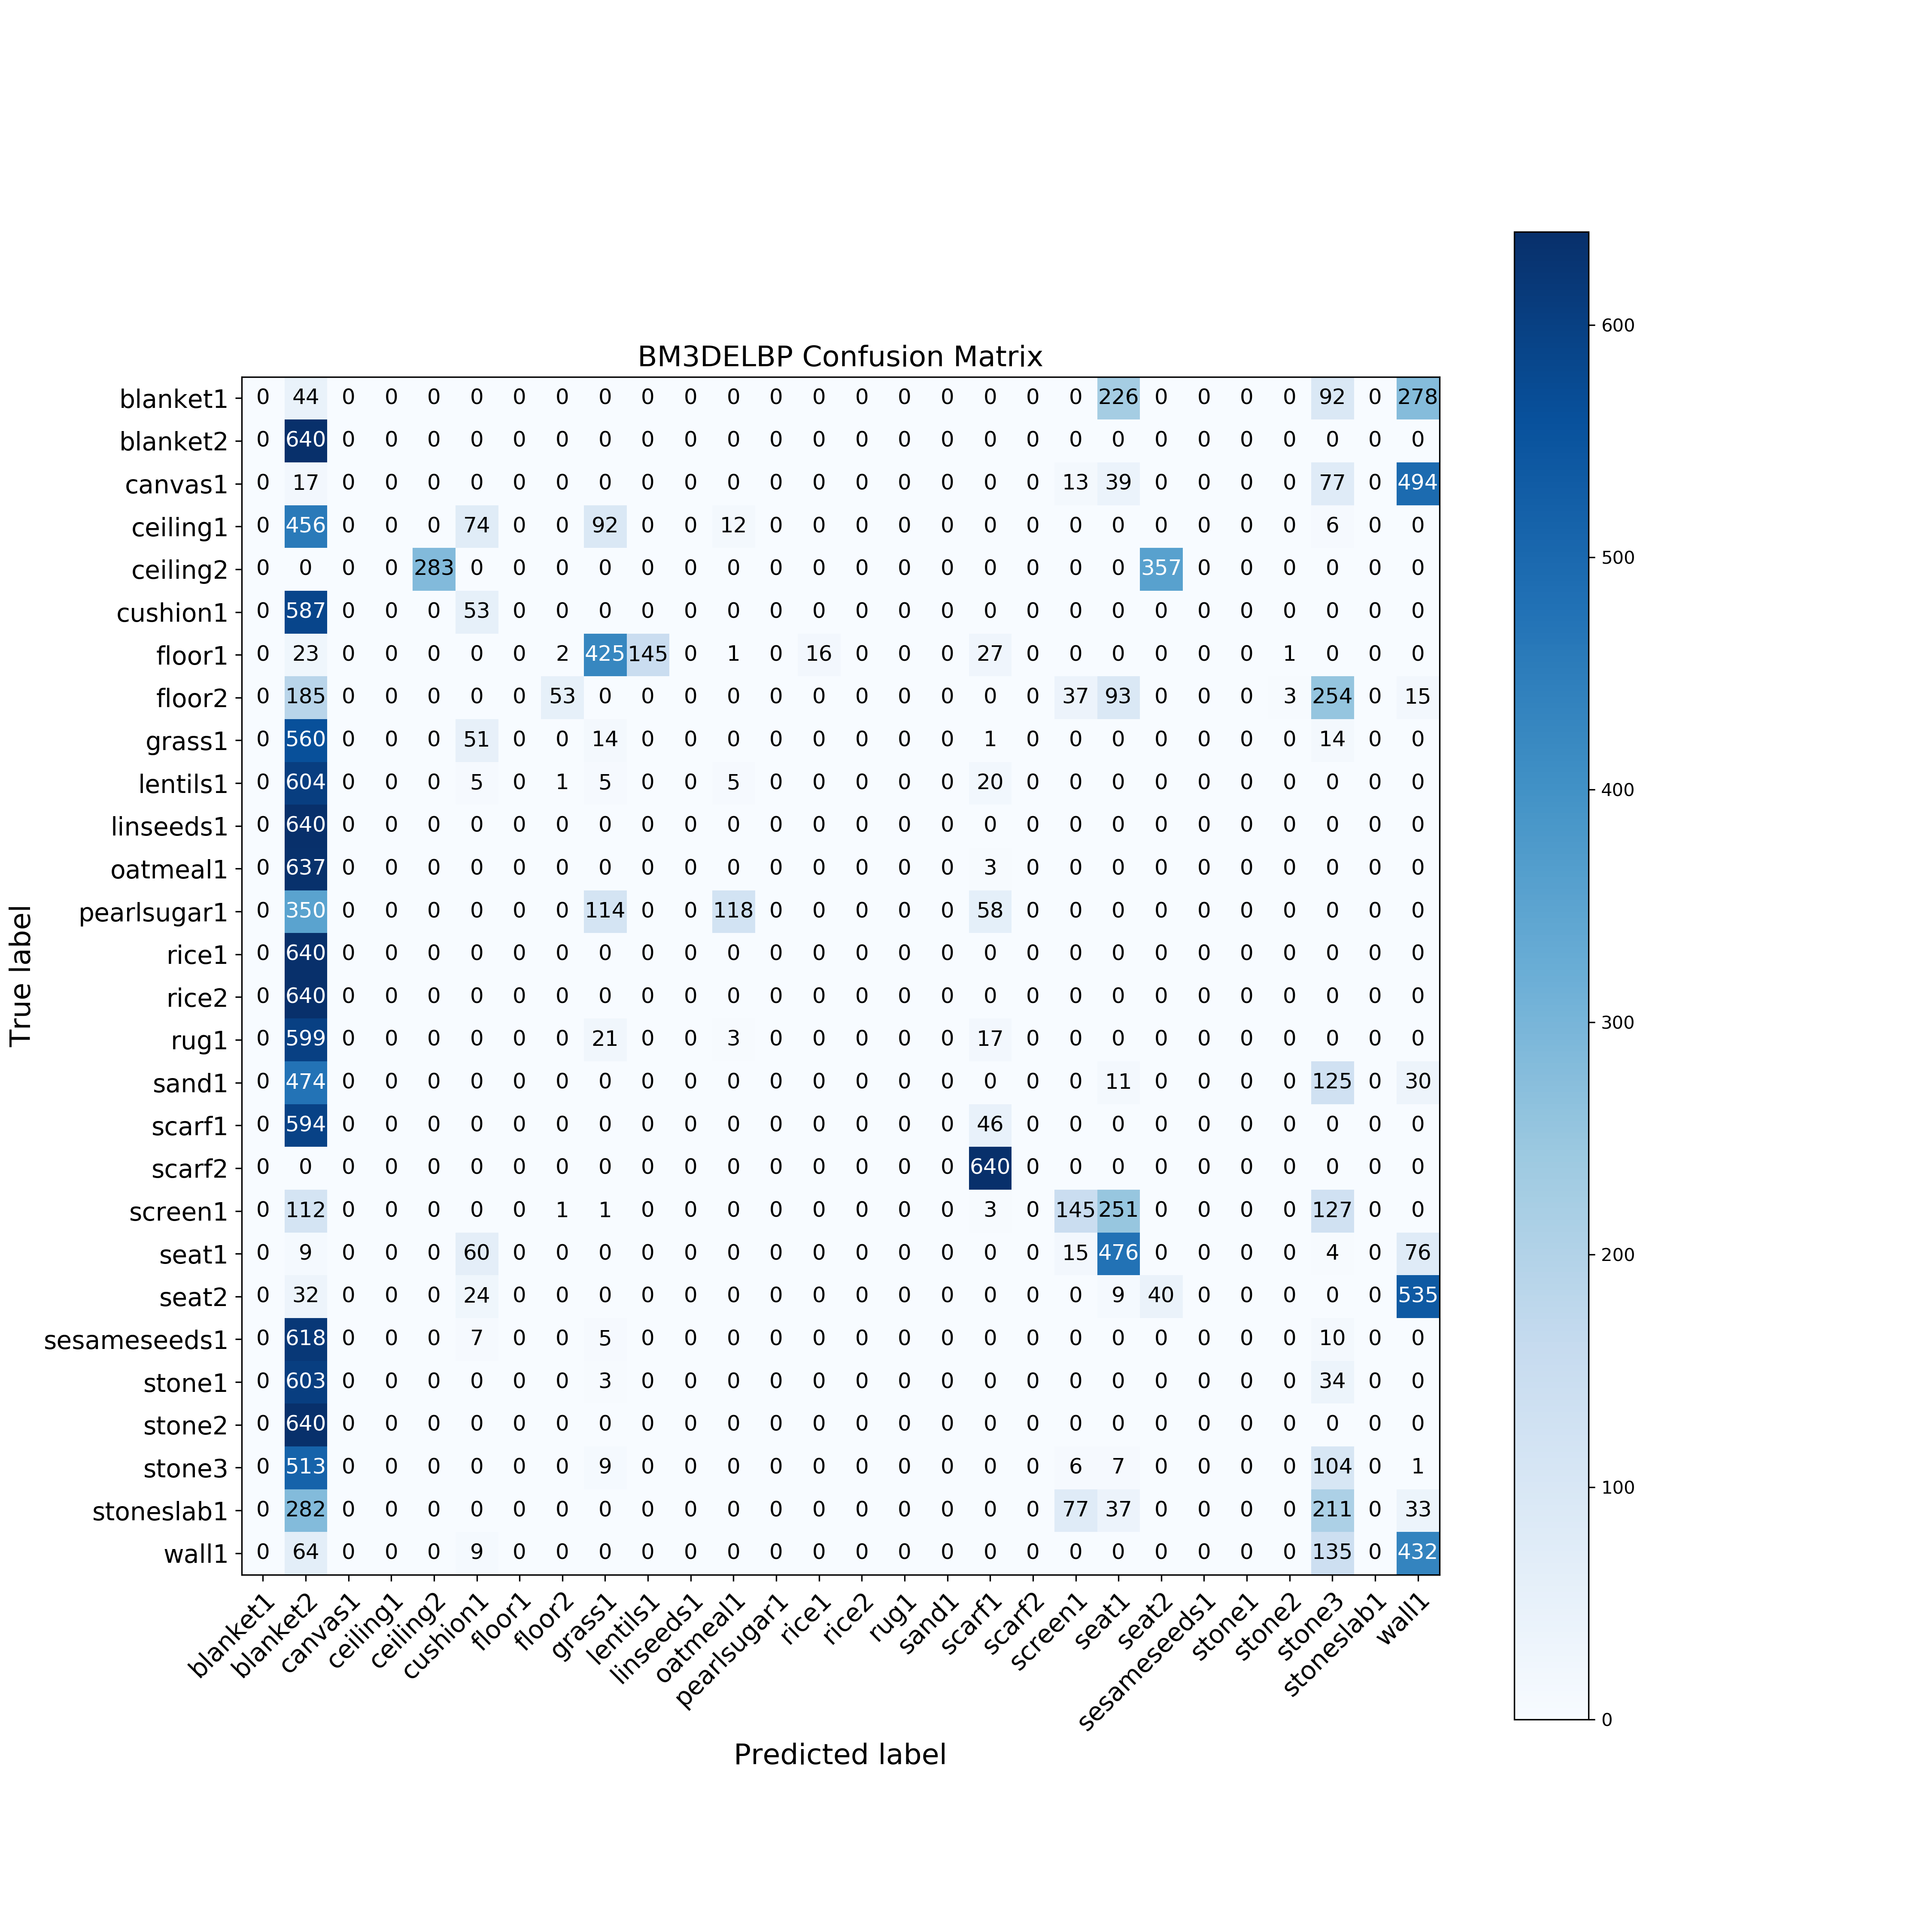 BM3DELBP Confusion Matrix
True label
blanket1 0 44 0 0 0 0 0 0 0 0 0 0 0 0 0 0 0 0 0 0 226 0 0 0 0 92 0 278
blanket2 0 640 0 0 0 0 0 0 0 0 0 0 0 0 0 0 0 0 0 0 0 0 0 0 0 0 0 0
canvas1 0 17 0 0 0 0 0 0 0 0 0 0 0 0 0 0 0 0 0 13 39 0 0 0 0 77 0 494
ceiling1 0 456 0 0 0 74 0 0 92 0 0 12 0 0 0 0 0 0 0 0 0 0 0 0 0 6 0 0
ceiling2 0 0 0 0 283 0 0 0 0 0 0 0 0 0 0 0 0 0 0 0 0 357 0 0 0 0 0 0
cushion1 0 587 0 0 0 53 0 0 0 0 0 0 0 0 0 0 0 0 0 0 0 0 0 0 0 0 0 0
floor1 0 23 0 0 0 0 0 2 425 145 0 1 0 16 0 0 0 27 0 0 0 0 0 0 1 0 0 0
floor2 0 185 0 0 0 0 0 53 0 0 0 0 0 0 0 0 0 0 0 37 93 0 0 0 3 254 0 15
grass1 0 560 0 0 0 51 0 0 14 0 0 0 0 0 0 0 0 1 0 0 0 0 0 0 0 14 0 0
lentils1 0 604 0 0 0 5 0 1 5 0 0 5 0 0 0 0 0 20 0 0 0 0 0 0 0 0 0 0
linseeds1 0 640 0 0 0 0 0 0 0 0 0 0 0 0 0 0 0 0 0 0 0 0 0 0 0 0 0 0
oatmeal1 0 637 0 0 0 0 0 0 0 0 0 0 0 0 0 0 0 3 0 0 0 0 0 0 0 0 0 0
pearlsugar1 0 350 0 0 0 0 0 0 114 0 0 118 0 0 0 0 0 58 0 0 0 0 0 0 0 0 0 0
rice1 0 640 0 0 0 0 0 0 0 0 0 0 0 0 0 0 0 0 0 0 0 0 0 0 0 0 0 0
rice2 0 640 0 0 0 0 0 0 0 0 0 0 0 0 0 0 0 0 0 0 0 0 0 0 0 0 0 0
rug1 0 599 0 0 0 0 0 0 21 0 0 3 0 0 0 0 0 17 0 0 0 0 0 0 0 0 0 0
sand1 0 474 0 0 0 0 0 0 0 0 0 0 0 0 0 0 0 0 0 0 11 0 0 0 0 125 0 30
scarf1 0 594 0 0 0 0 0 0 0 0 0 0 0 0 0 0 0 46 0 0 0 0 0 0 0 0 0 0
scarf2 0 0 0 0 0 0 0 0 0 0 0 0 0 0 0 0 0 640 0 0 0 0 0 0 0 0 0 0
screen1 0 112 0 0 0 0 0 1 1 0 0 0 0 0 0 0 0 3 0 145 251 0 0 0 0 127 0 0
seat1 0 9 0 0 0 60 0 0 0 0 0 0 0 0 0 0 0 0 0 15 476 0 0 0 0 4 0 76
seat2 0 32 0 0 0 24 0 0 0 0 0 0 0 0 0 0 0 0 0 0 9 40 0 0 0 0 0 535
sesameseeds1 0 618 0 0 0 7 0 0 5 0 0 0 0 0 0 0 0 0 0 0 0 0 0 0 0 10 0 0
stone1 0 603 0 0 0 0 0 0 3 0 0 0 0 0 0 0 0 0 0 0 0 0 0 0 0 34 0 0
stone2 0 640 0 0 0 0 0 0 0 0 0 0 0 0 0 0 0 0 0 0 0 0 0 0 0 0 0 0
stone3 0 513 0 0 0 0 0 0 9 0 0 0 0 0 0 0 0 0 0 6 7 0 0 0 0 104 0 1
stoneslab1 0 282 0 0 0 0 0 0 0 0 0 0 0 0 0 0 0 0 0 77 37 0 0 0 0 211 0 33
wall1 0 64 0 0 0 9 0 0 0 0 0 0 0 0 0 0 0 0 0 0 0 0 0 0 0 135 0 432
blanket1 blanket2 canvas1 ceiling1 ceiling2 cushion1 floor1 floor2 grass1 lentils1 linseeds1 oatmeal1 pearlsugar1 rice1 rice2 rug1 sand1 scarf1 scarf2 screen1 seat1 seat2 sesameseeds1 stone1 stone2 stone3 stoneslab1 wall1
Predicted label
600
500
400
300
200
100
0